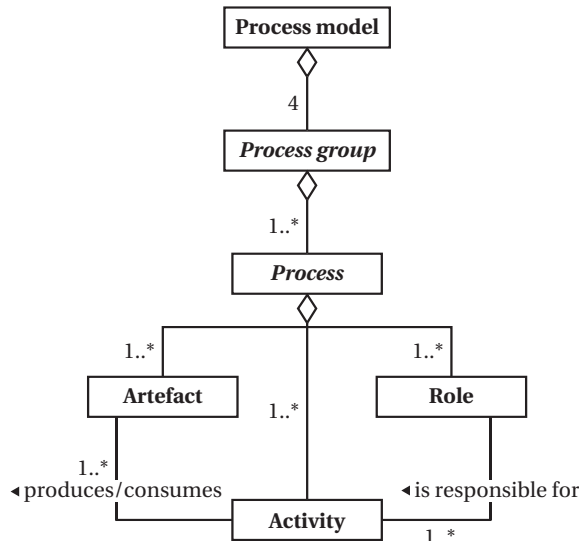 Process model
4
Process group
1..*
Process
1..* 1..*
Artefact Role
1..*
1..*
◂ produces/consumes ◂ is responsible for
Activity
1..*